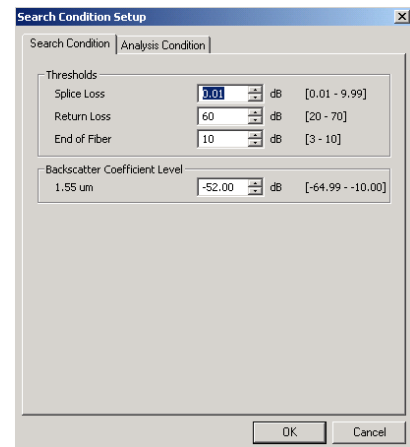 Search Condition Setup
Search Condition Analysis Condition
Thresholds
Splice Loss 0.01 dB [0.01 - 9.99]
Return Loss 60 dB [20 - 70]
End of Fiber 10 dB [3 - 10]
Backscatter Coefficient Level
1.55 um -52.00 dB [-64.99 - -10.00]
OK Cancel